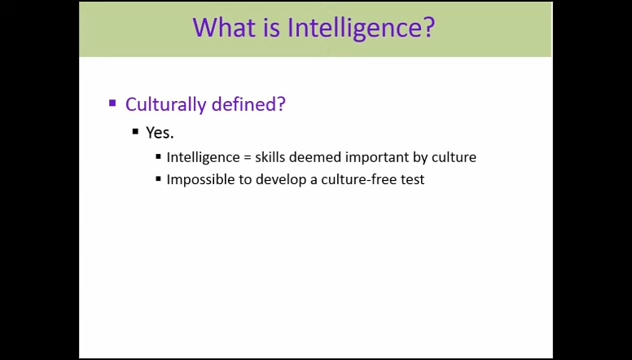 What is Intelligence?
▪ Culturally defined?
▪ Yes.
▪ Intelligence = skills deemed important by culture
▪ Impossible to develop a culture-free test